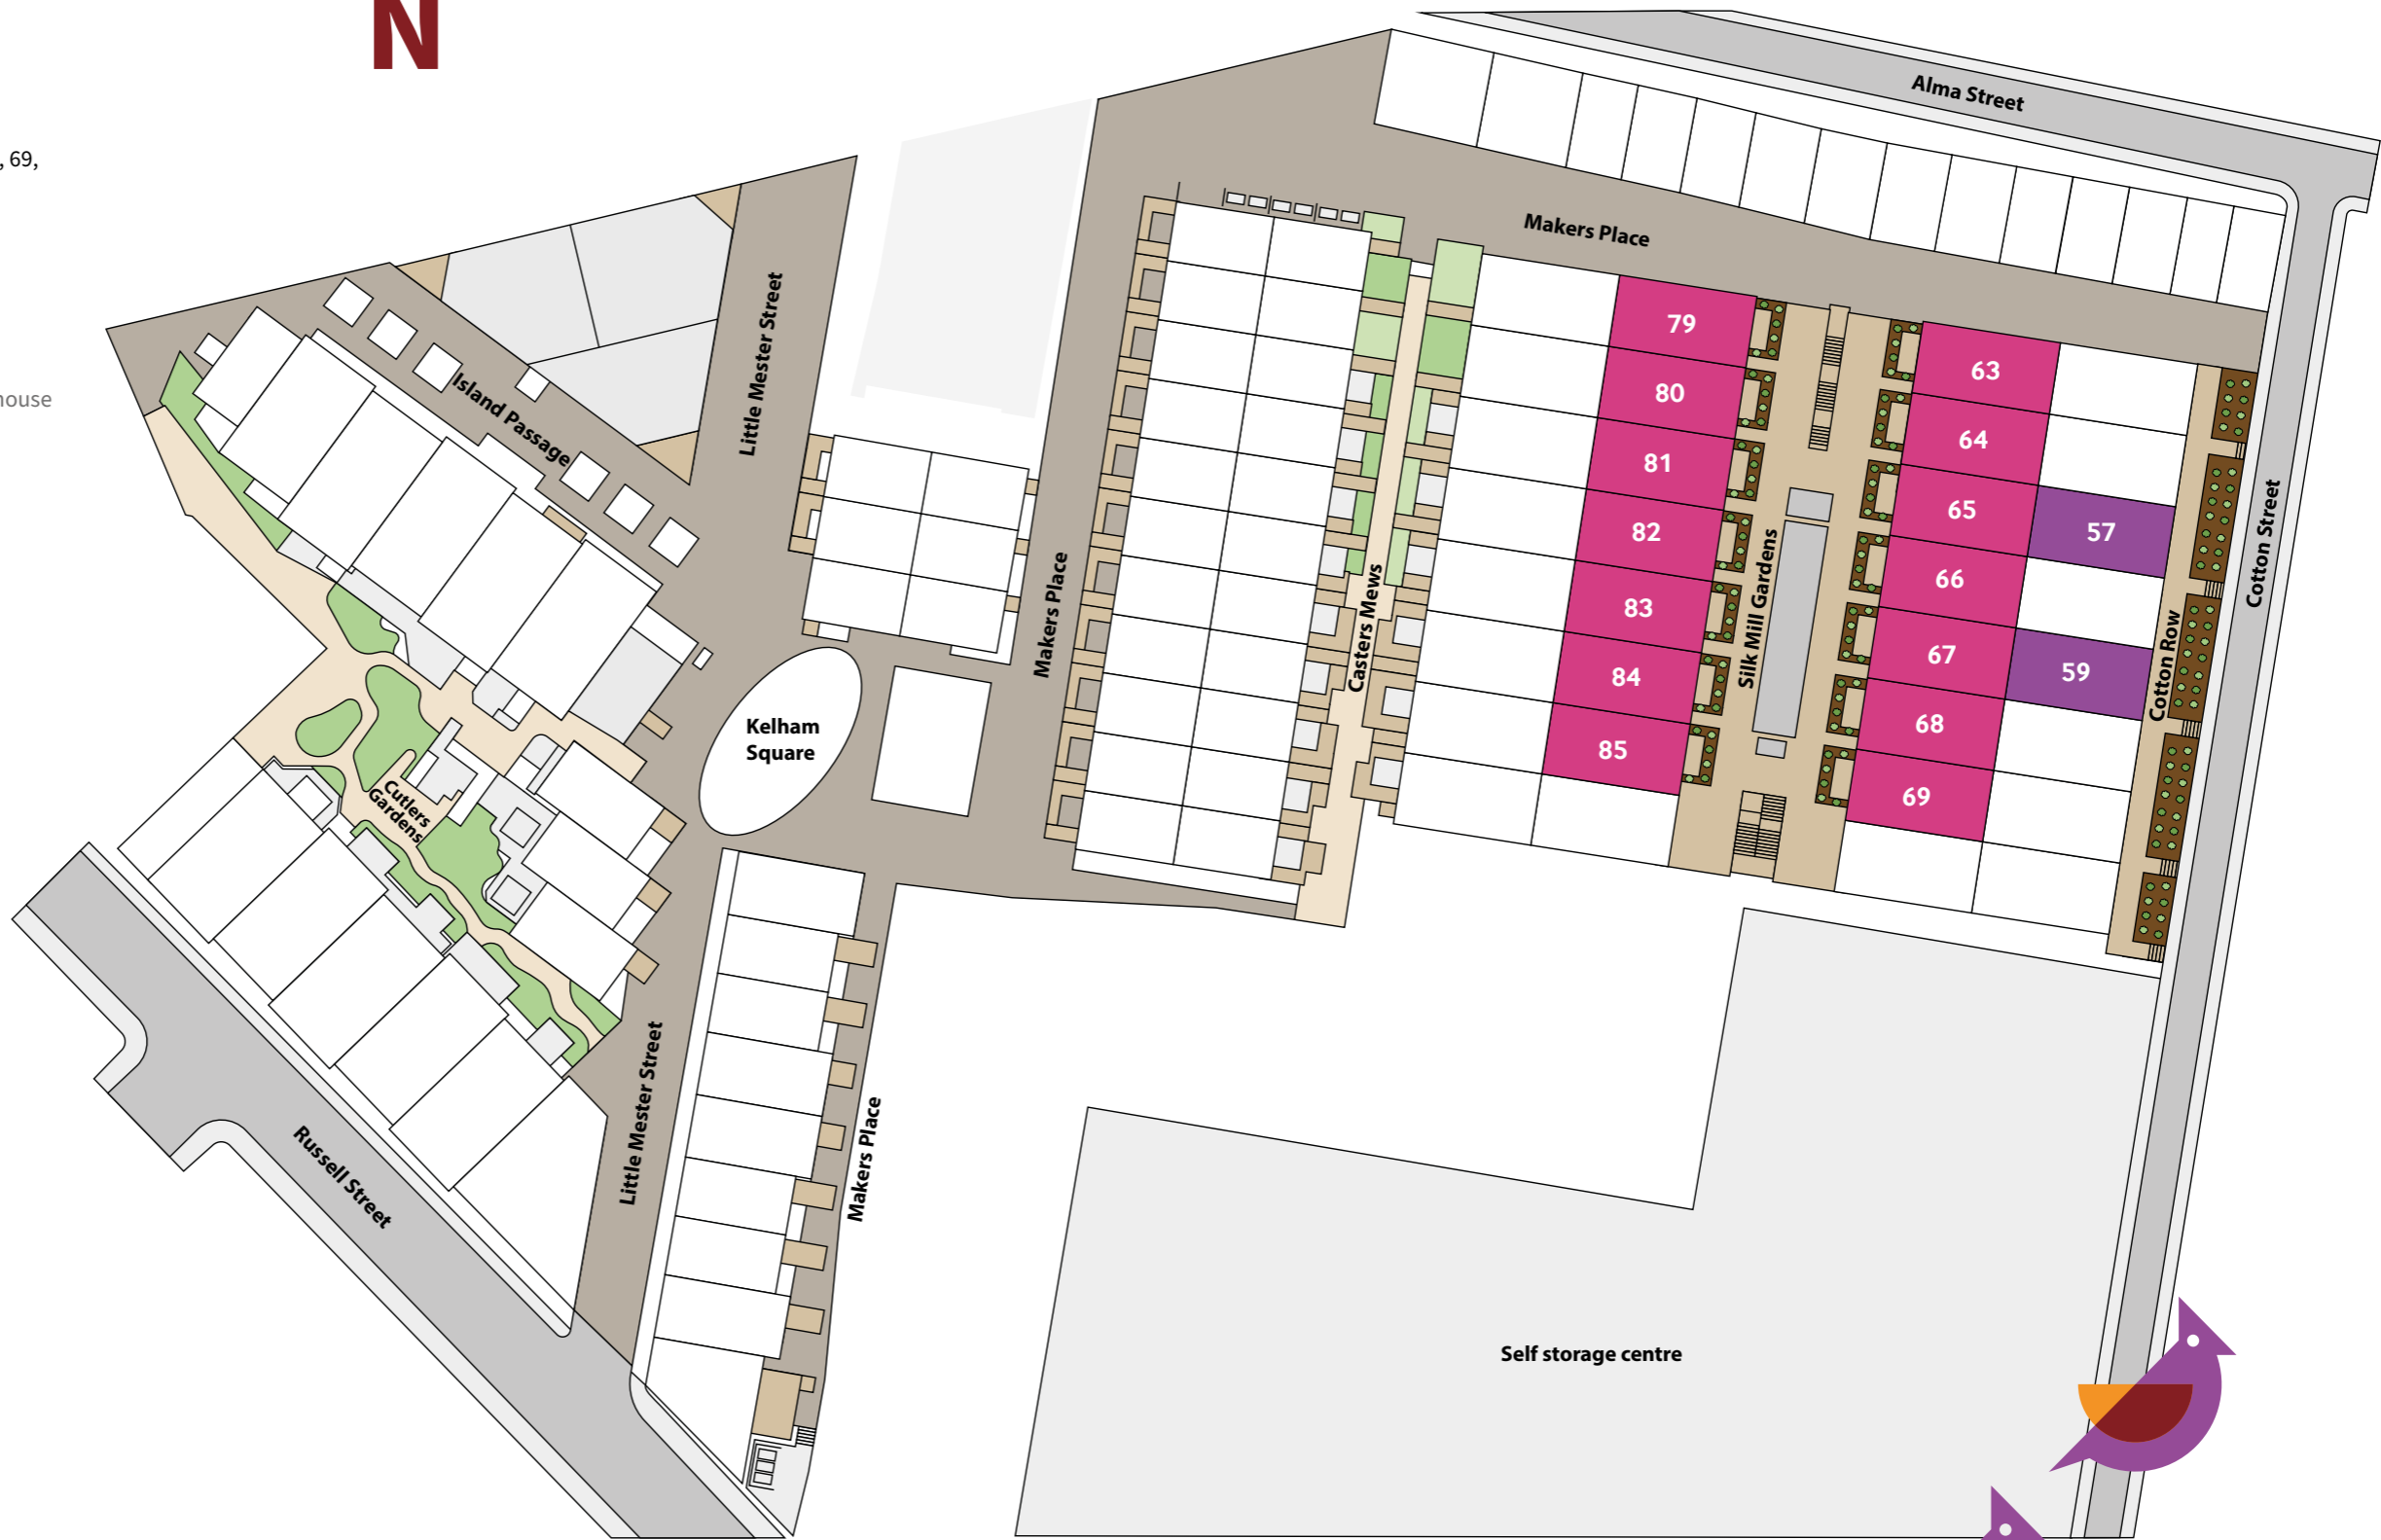 N
, 69,
house
Alma Street
Makers Place
Little Mester Street
Island Passage
79
80
81
82
83
84
85
63
64
65
66
67
68
69
57
59
Silk Mill Gardens
Cotton Row
Cotton Street
Casters Mews
Makers Place
Kelham
Square
Cutlers
Gardens
Little Mester Street
Makers Place
Russell Street
Self storage centre